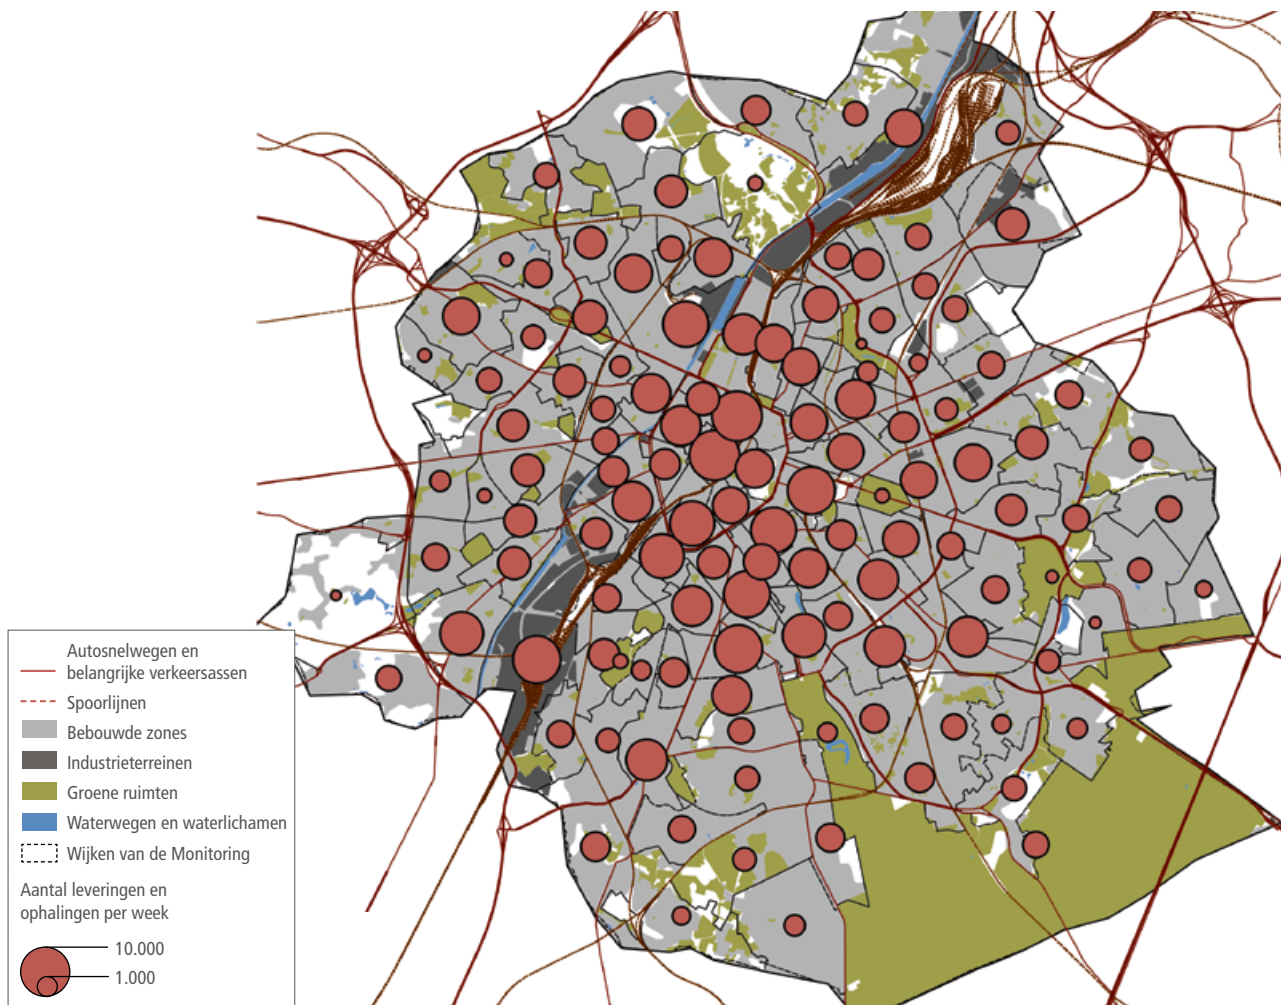 Autosnelwegen en
belangrijke verkeersassen
Spoorlijnen
Bebouwde zones
Industrieterreinen
Groene ruimten
Waterwegen en waterlichamen
Wijken van de Monitoring
Aantal leveringen en
ophalingen per week
10.000
1.000